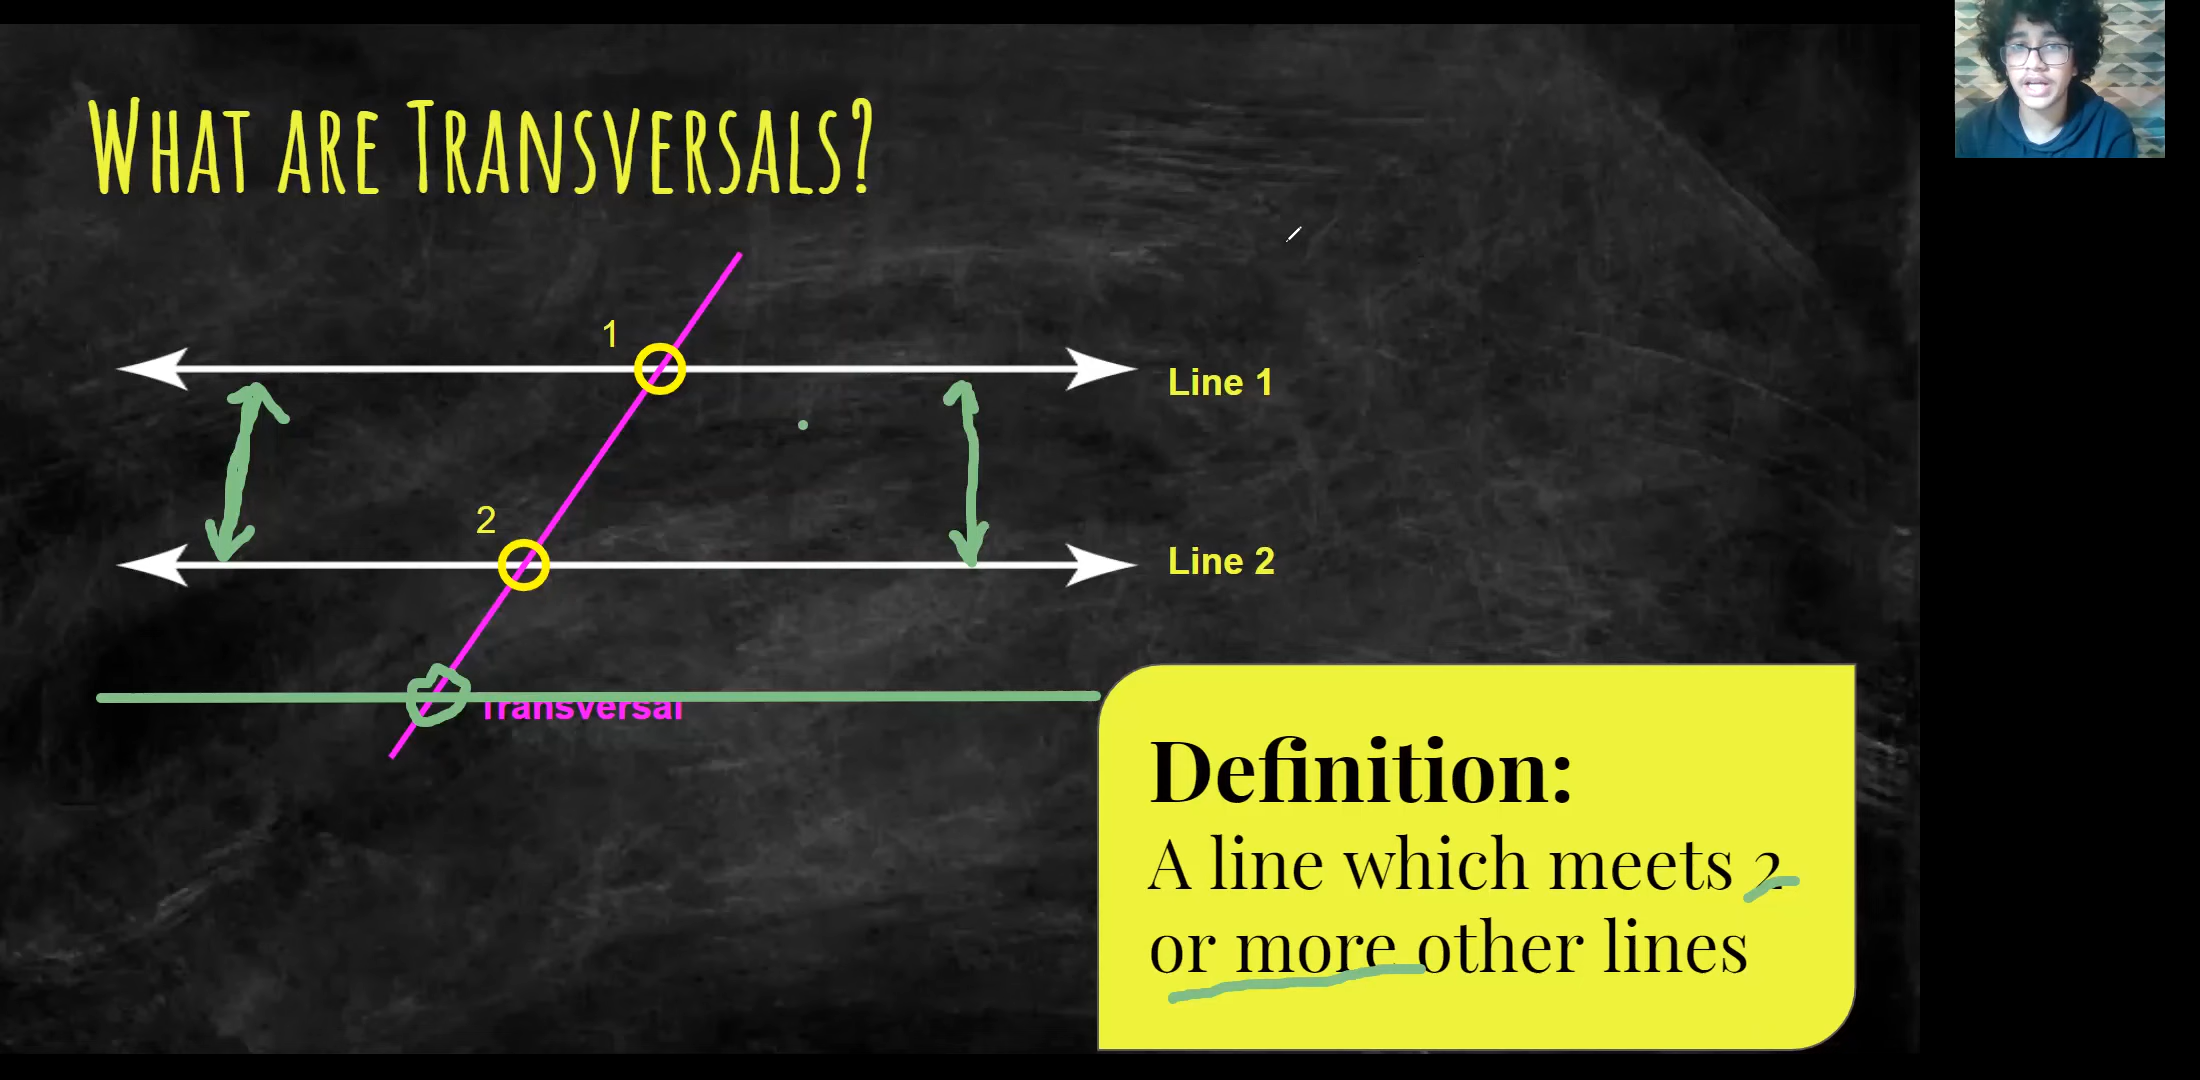 WHAT ARE TRANSVERSALS?
1
Line 1
2
Line 2
Transversal
Definition:
A line which meets 2
or more other lines